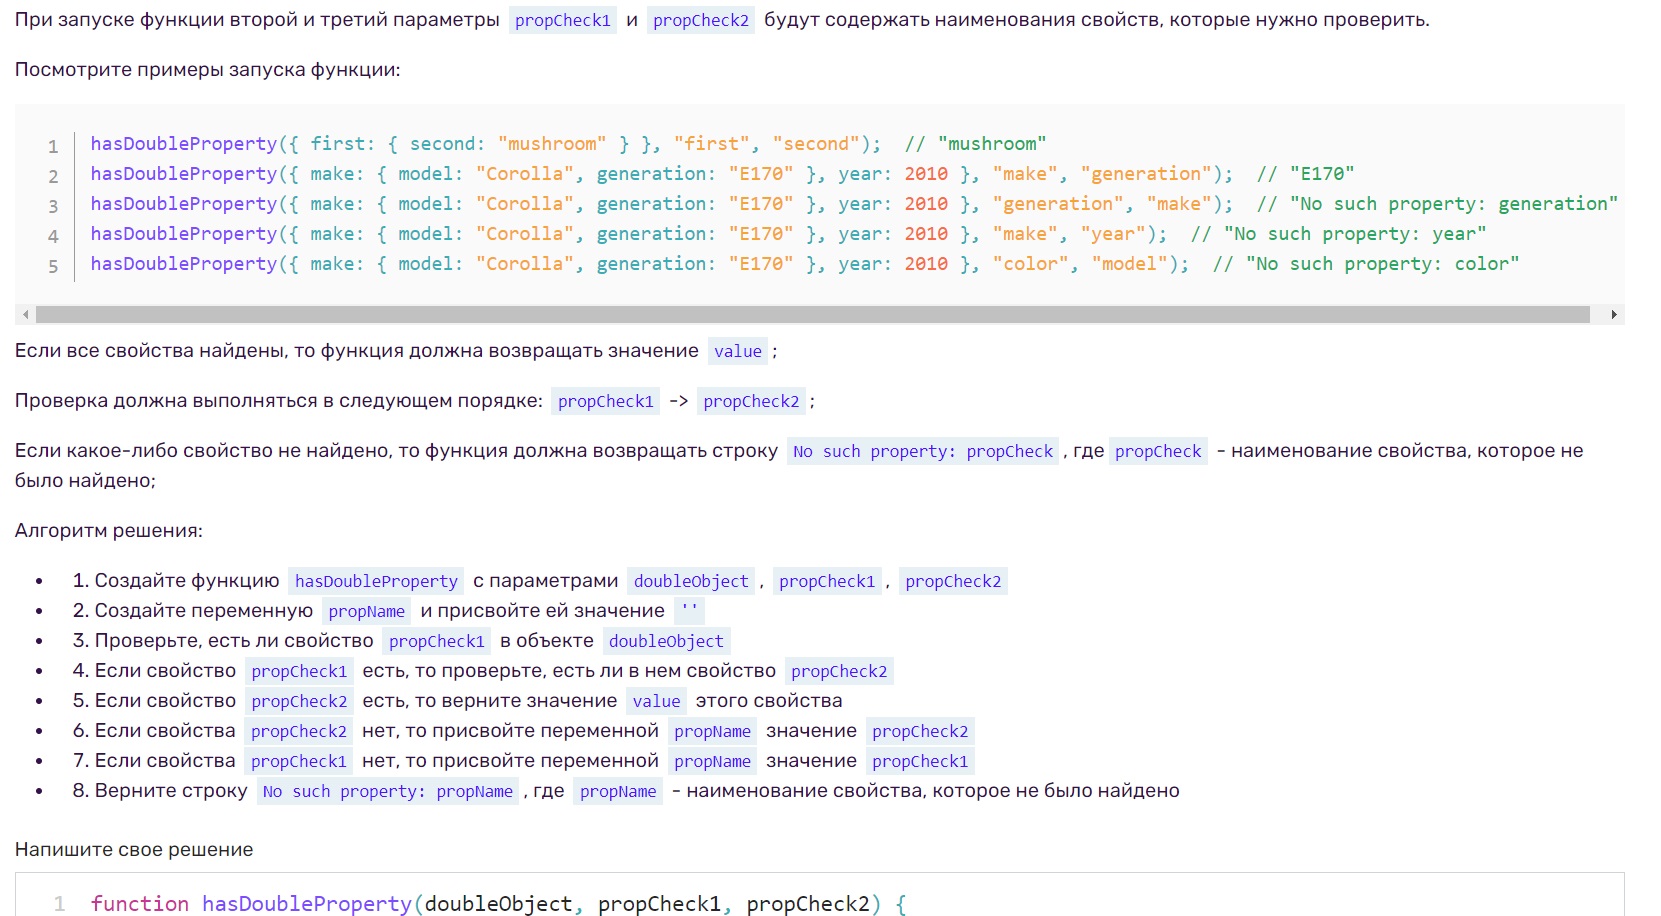 При запуске функции второй и третий параметры propCheck1 и propCheck2 будут содержать наименования свойств, которые нужно проверить.
Посмотрите примеры запуска функции:
1 hasDoubleProperty({ first: { second: "mushroom" } }, "first", "second");  // "mushroom"
2 hasDoubleProperty({ make: { model: "Corolla", generation: "E170" }, year: 2010 }, "make", "generation");  // "E170"
3 hasDoubleProperty({ make: { model: "Corolla", generation: "E170" }, year: 2010 }, "generation", "make");  // "No such property: generation"
4 hasDoubleProperty({ make: { model: "Corolla", generation: "E170" }, year: 2010 }, "make", "year");  // "No such property: year"
5 hasDoubleProperty({ make: { model: "Corolla", generation: "E170" }, year: 2010 }, "color", "model");  // "No such property: color"
Если все свойства найдены, то функция должна возвращать значение value ;
Проверка должна выполняться в следующем порядке: propCheck1 -> propCheck2 ;
Если какое-либо свойство не найдено, то функция должна возвращать строку No such property: propCheck , где propCheck - наименование свойства, которое не
было найдено;
Алгоритм решения:
• 1. Создайте функцию hasDoubleProperty с параметрами doubleObject , propCheck1 , propCheck2
• 2. Создайте переменную propName и присвойте ей значение ''
• 3. Проверьте, есть ли свойство propCheck1 в объекте doubleObject
• 4. Если свойство propCheck1 есть, то проверьте, есть ли в нем свойство propCheck2
• 5. Если свойство propCheck2 есть, то верните значение value этого свойства
• 6. Если свойства propCheck2 нет, то присвойте переменной propName значение propCheck2
• 7. Если свойства propCheck1 нет, то присвойте переменной propName значение propCheck1
• 8. Верните строку No such property: propName , где propName - наименование свойства, которое не было найдено
Напишите свое решение
1 function hasDoubleProperty(doubleObject, propCheck1, propCheck2) {